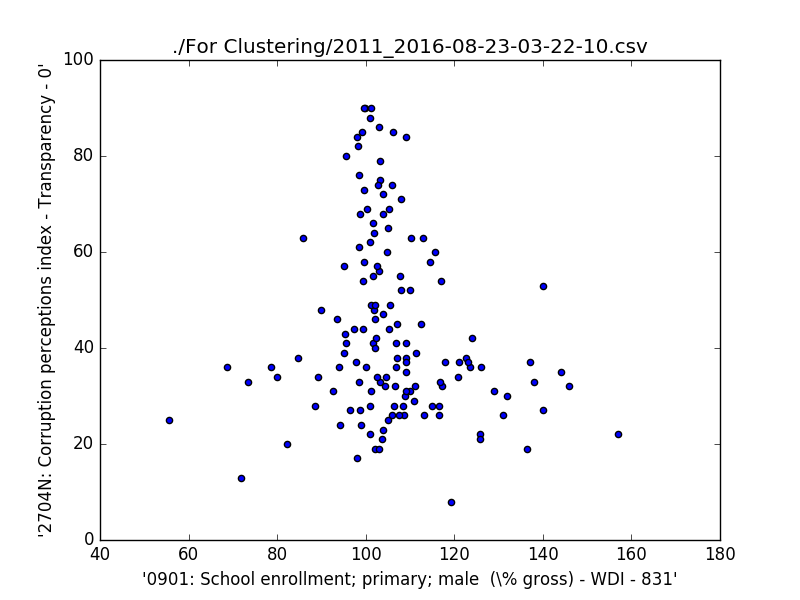 ./For Clustering/2011_2016-08-23-03-22-10.csv
100
80
60
40
20
0
'2704N: Corruption perceptions index - Transparency - 0'
40 60 80 100 120 140 160 180
'0901: School enrollment; primary; male  (\% gross) - WDI - 831'